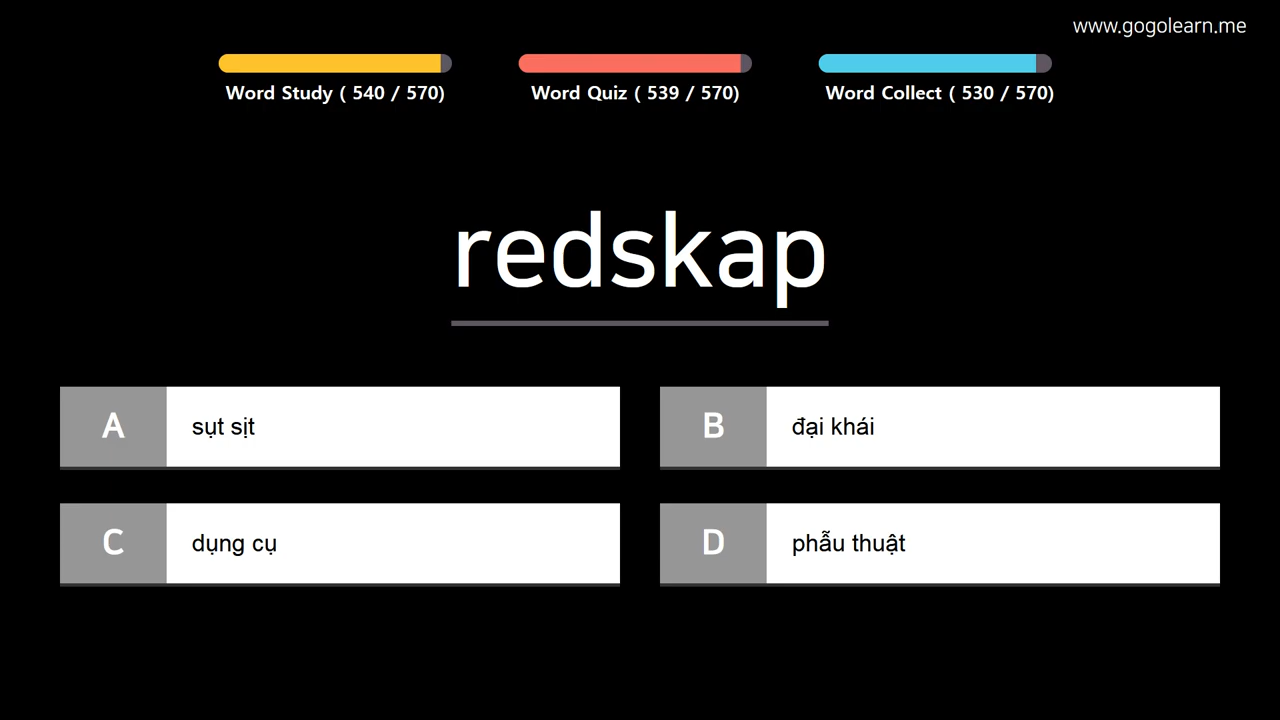 www.gogolearn.me
Word Study ( 540 / 570)
Word Quiz ( 539 / 570)
Word Collect ( 530 / 570)
redskap
A sụt sịt
B đại khái
C dụng cụ
D phẫu thuật